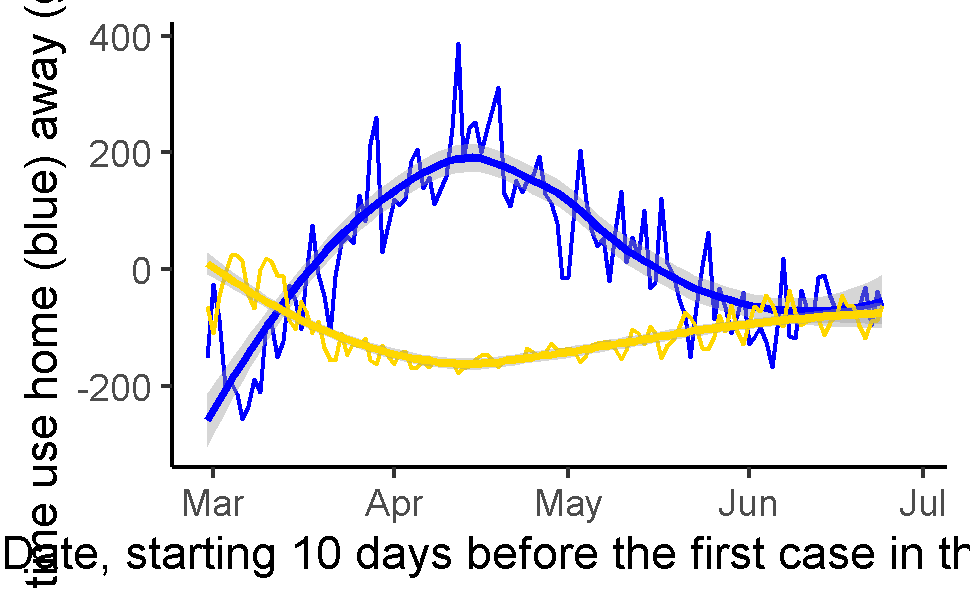 time use home (blue) away (
400
200
0
-200
Mar
Apr
May
Jun
Jul
Date, starting 10 days before the first case in th